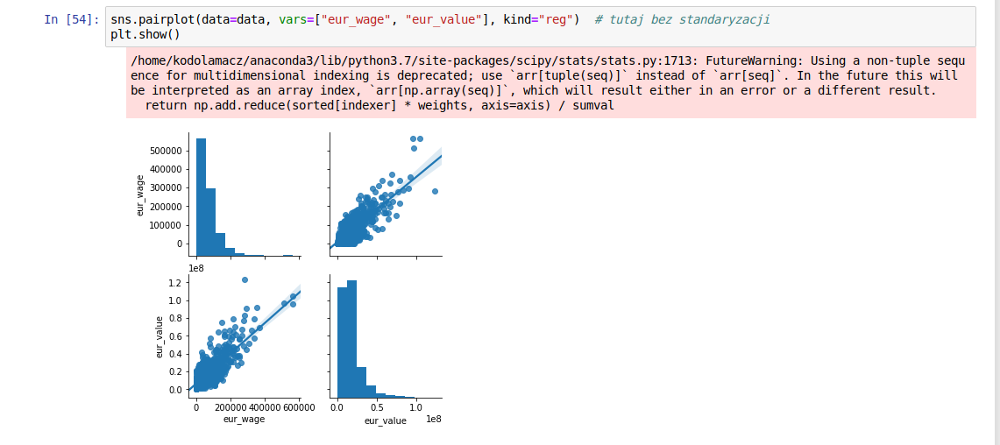 In [54]: sns.pairplot(data=data, vars=["eur_wage", "eur_value"], kind="reg")  # tutaj bez standaryzacji
plt.show()
/home/kodolamacz/anaconda3/lib/python3.7/site-packages/scipy/stats/stats.py:1713: FutureWarning: Using a non-tuple sequ
ence for multidimensional indexing is deprecated; use `arr[tuple(seq)]` instead of `arr[seq]`. In the future this will
be interpreted as an array index, `arr[np.array(seq)]`, which will result either in an error or a different result.
  return np.add.reduce(sorted[indexer] * weights, axis=axis) / sumval
500000
400000
300000
200000
100000
0
eur_wage
1e8
1.2
1.0
0.8
0.6
0.4
0.2
0.0
eur_value
0 200000 400000 600000
eur_wage
0.0 0.5 1.0
eur_value 1e8